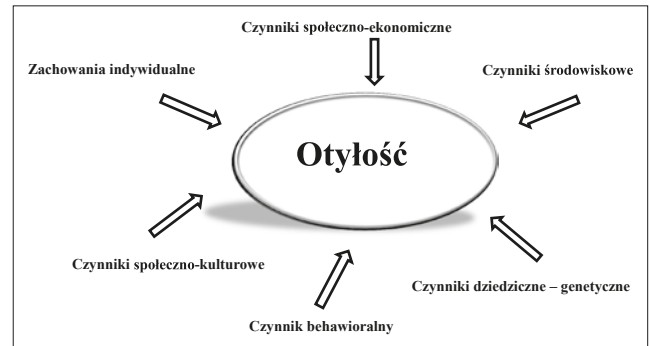 Czynniki społeczno-ekonomiczne
Zachowania indywidualne
Czynniki środowiskowe
Otyłość
Czynniki społeczno-kulturowe
Czynniki dziedziczne – genetyczne
Czynnik behawioralny